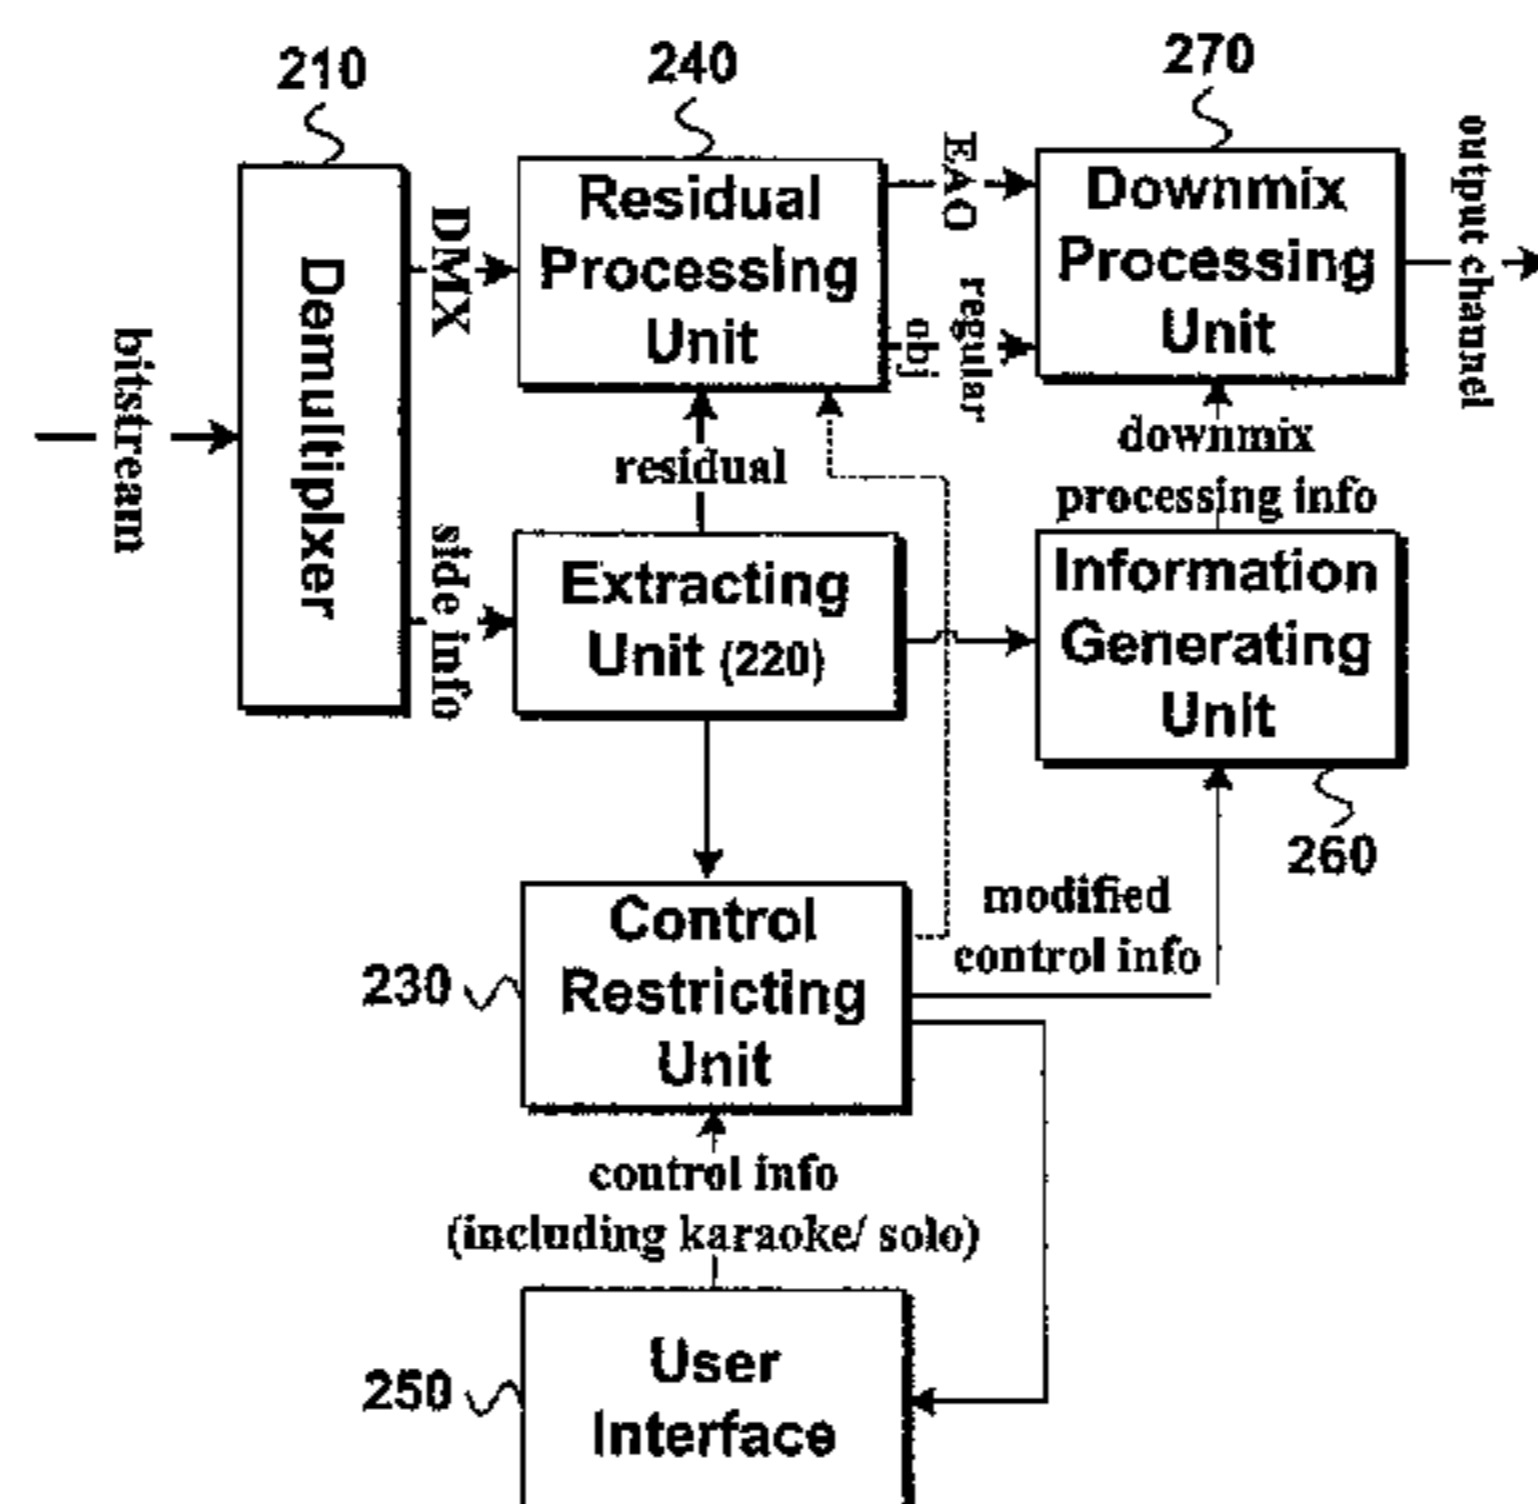 210
240
270
bitstream
Demultiplxer
DMX
side info
Residual
Processing
Unit
EAO
regular
obj
Downmix
Processing
Unit
output channel
residual
downmix
processing info
Extracting
Unit (220)
Information
Generating
Unit
260
230
Control
Restricting
Unit
modified
control info
control info
(including karaoke/ solo)
250
User
Interface